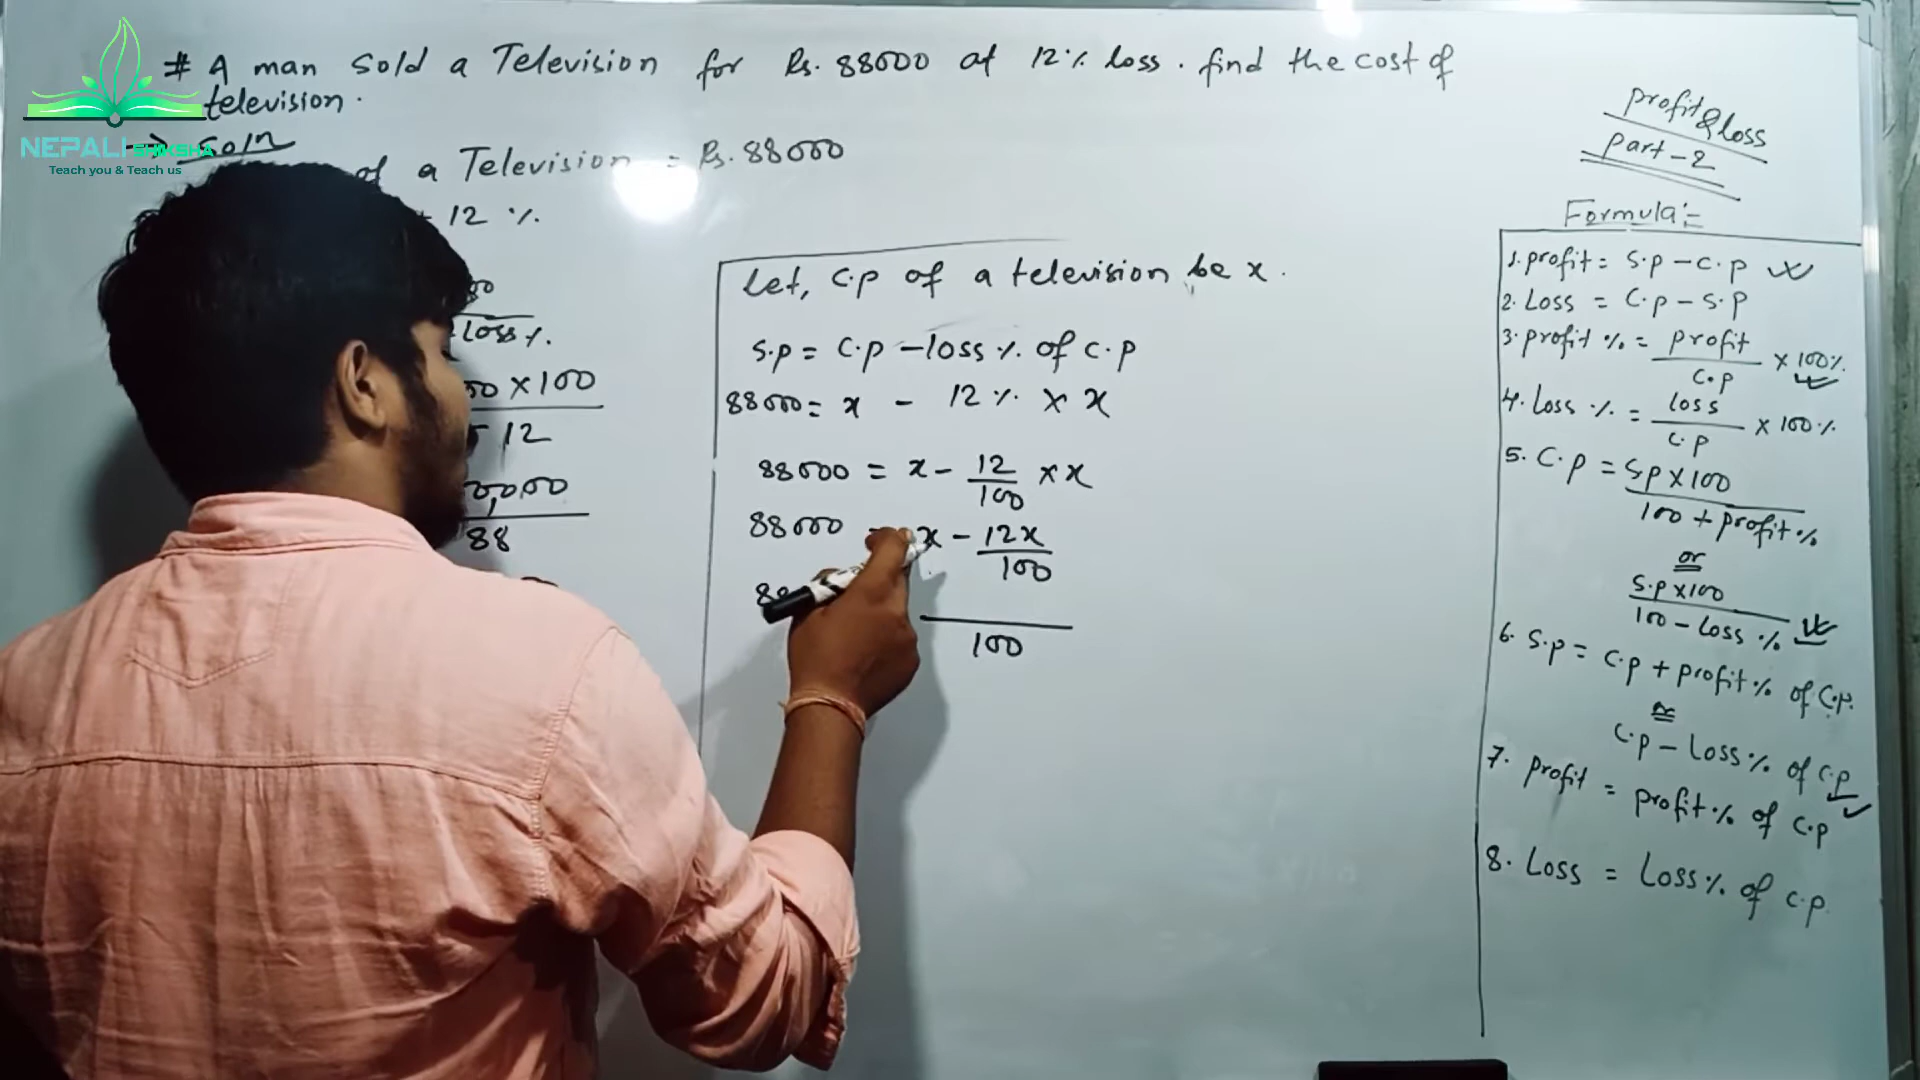 # A man sold a Television for Rs. 88000 at 12% loss. find the cost of
television.
NEPALI SHIKSHA
Teach you & Teach us
→ Soln
of a Television = Rs. 88000
12 %.
Loss %.
× 100
12
88
Let, C.p of a television be x.
S.p = C.p - loss % of C.p
88000 = x - 12 % × x
88000 = x - 12/100 × x
88000 = x - 12x/100
100
profit & loss
part-2
Formula:-
1. profit = S.p - C.p
2. Loss = C.p - S.p
3. profit % = profit/C.p × 100%.
4. Loss % = loss/C.p × 100%.
5. C.p = S.p × 100/100 + profit %
or
S.p × 100/100 - Loss %
6. S.p = C.p + profit % of C.p.
or
C.p - Loss % of C.p
7. profit = profit % of C.p
8. Loss = Loss % of C.p.